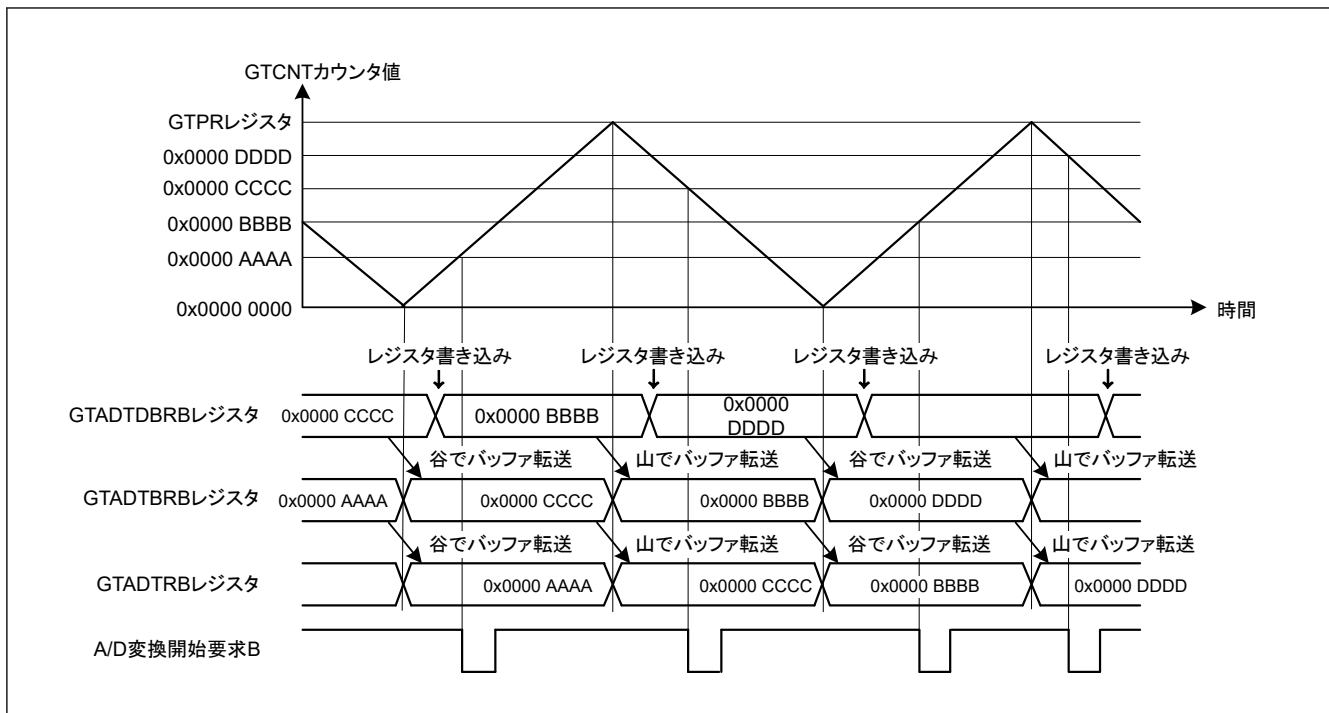 GTCNTカウンタ値
GTPRレジスタ
0x0000 DDDD
0x0000 CCCC
0x0000 BBBB
0x0000 AAAA
0x0000 0000
時間
レジスタ書き込み レジスタ書き込み レジスタ書き込み レジスタ書き込み
GTADTDBRBレジスタ 0x0000 CCCC 0x0000 BBBB 0x0000
DDDD
谷でバッファ転送 山でバッファ転送 谷でバッファ転送 山でバッファ転送
GTADTBRBレジスタ 0x0000 AAAA 0x0000 CCCC 0x0000 BBBB 0x0000 DDDD
谷でバッファ転送 山でバッファ転送 谷でバッファ転送 山でバッファ転送
GTADTRBレジスタ 0x0000 AAAA 0x0000 CCCC 0x0000 BBBB 0x0000 DDDD
A/D変換開始要求B